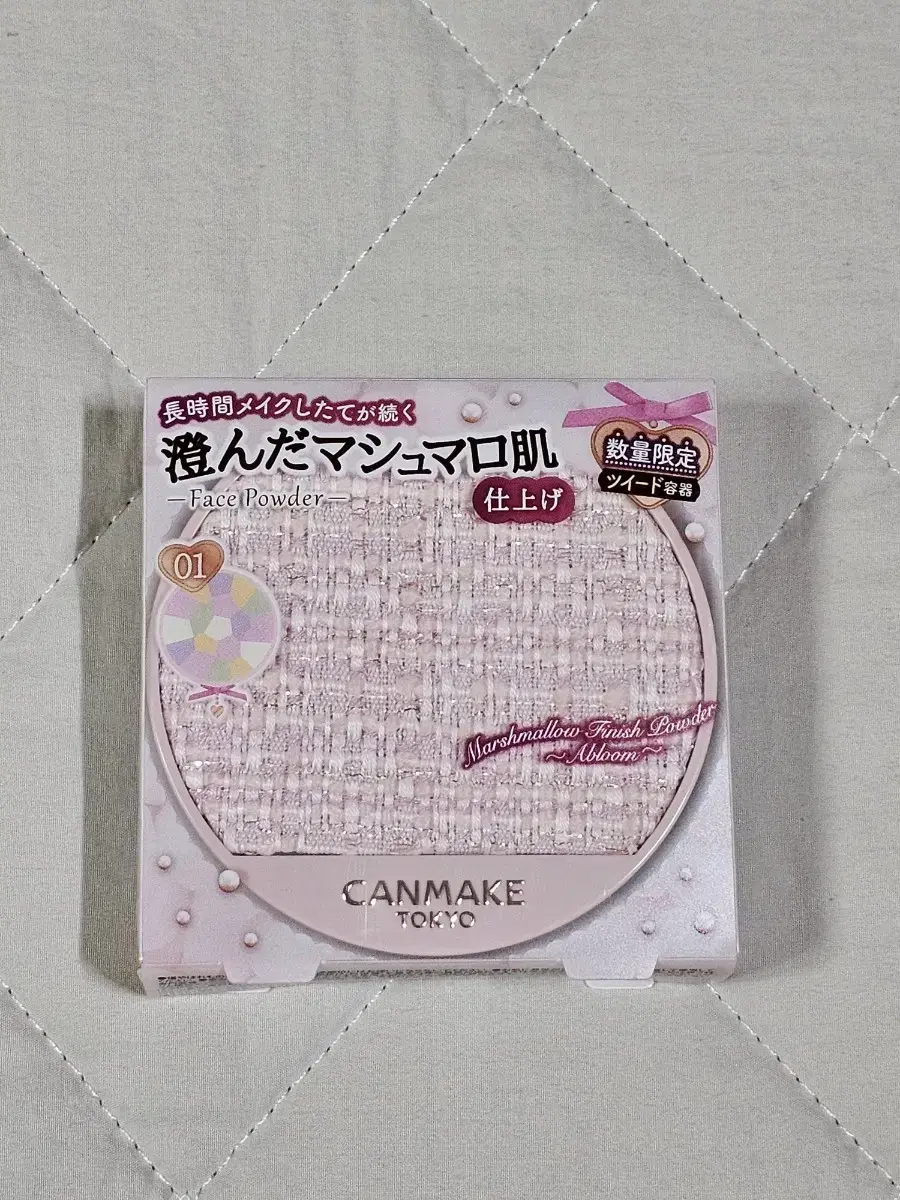 長時間メイクしたてが続く
澄んだマシュマロ肌
仕上げ
—Face Powder—
数量限定
ツイード容器
01
Marshmallow Finish Powder
~Abloom~
CANMAKE
TOKYO